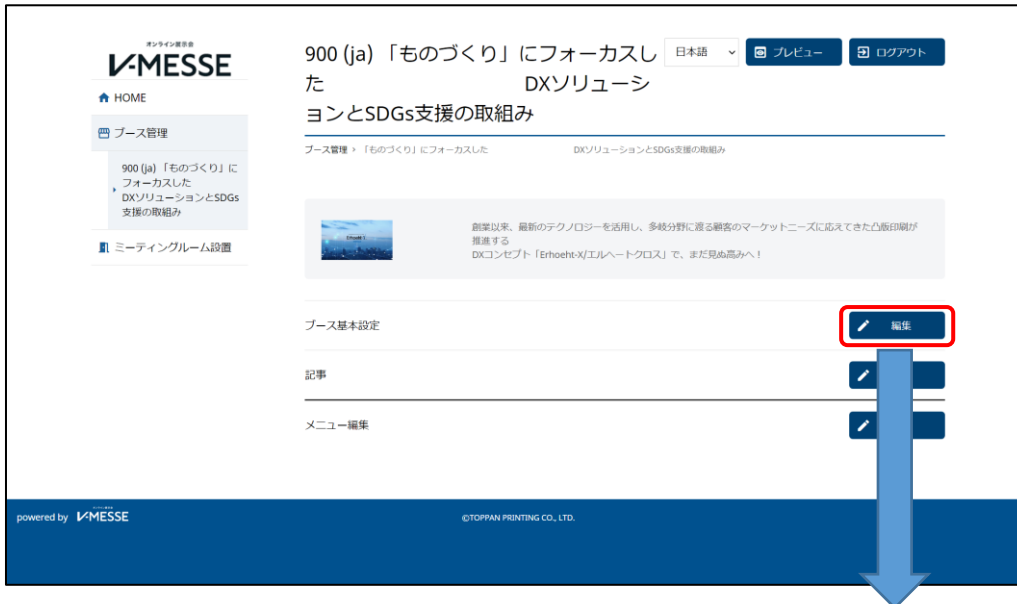 オンライン展示会
V-MESSE
HOME
ブース管理
900 (ja) 「ものづくり」に
フォーカスした
DXソリューションとSDGs
支援の取組み
ミーティングルーム設置
900 (ja) 「ものづくり」にフォーカスし
た DXソリューシ
ョンとSDGs支援の取組み
日本語
プレビュー
ログアウト
ブース管理 › 「ものづくり」にフォーカスした DXソリューションとSDGs支援の取組み
創業以来、最新のテクノロジーを活用し、多岐分野に渡る顧客のマーケットニーズに応えてきた凸版印刷が
推進する
DXコンセプト「Erhoeht-X/エルヘートクロス」で、まだ見ぬ高みへ！
ブース基本設定
編集
記事
メニュー編集
powered by V-MESSE
©TOPPAN PRINTING CO., LTD.